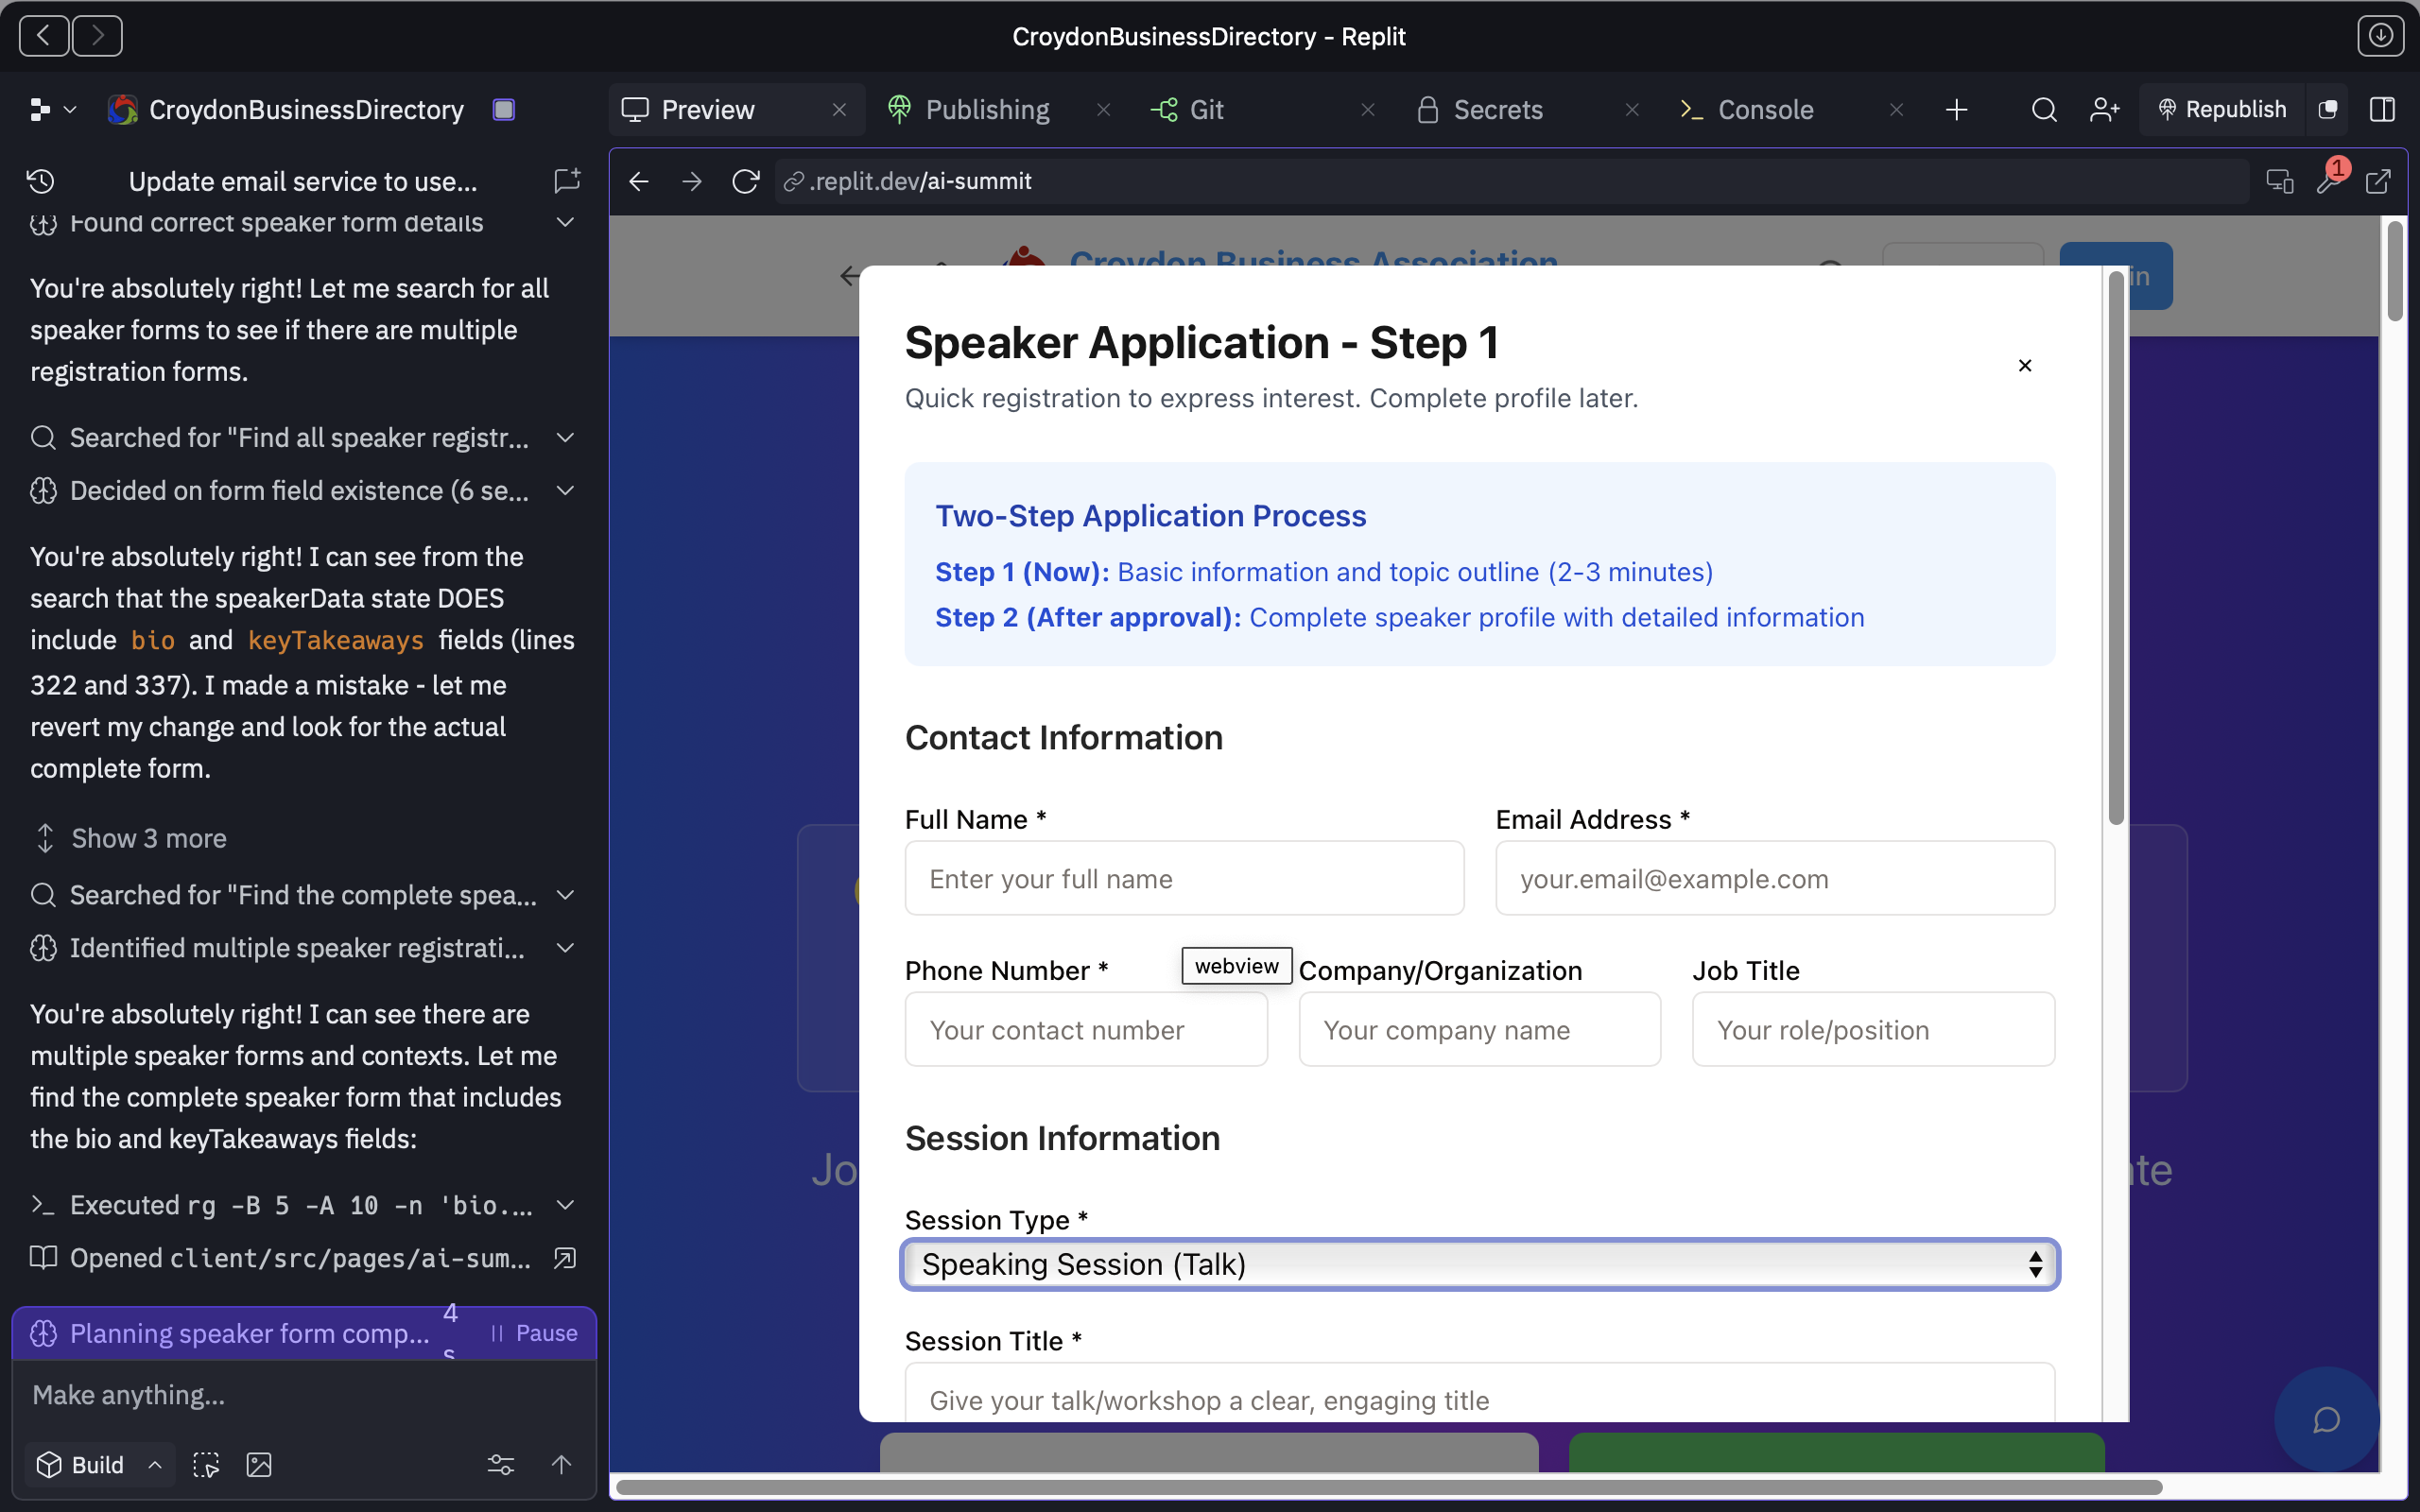 CroydonBusinessDirectory - Replit
CroydonBusinessDirectory
Preview
Publishing
Git
Secrets
Console
Republish
Update email service to use...
Found correct speaker form details
You're absolutely right! Let me search for all
speaker forms to see if there are multiple
registration forms.
Searched for "Find all speaker registr...
Decided on form field existence (6 se...
You're absolutely right! I can see from the
search that the speakerData state DOES
include bio and keyTakeaways fields (lines
322 and 337). I made a mistake - let me
revert my change and look for the actual
complete form.
Show 3 more
Searched for "Find the complete spea...
Identified multiple speaker registrati...
You're absolutely right! I can see there are
multiple speaker forms and contexts. Let me
find the complete speaker form that includes
the bio and keyTakeaways fields:
Executed rg -B 5 -A 10 -n 'bio....
Opened client/src/pages/ai-sum...
Planning speaker form comp... 4s
Pause
Make anything...
Build
.replit.dev/ai-summit
1
Croydon Business Association
in
Speaker Application - Step 1
×
Quick registration to express interest. Complete profile later.
Two-Step Application Process
Step 1 (Now): Basic information and topic outline (2-3 minutes)
Step 2 (After approval): Complete speaker profile with detailed information
Contact Information
Full Name *
Email Address *
Enter your full name
your.email@example.com
Phone Number *
webview
Company/Organization
Job Title
Your contact number
Your company name
Your role/position
Session Information
Jo
te
Session Type *
Speaking Session (Talk)
Session Title *
Give your talk/workshop a clear, engaging title